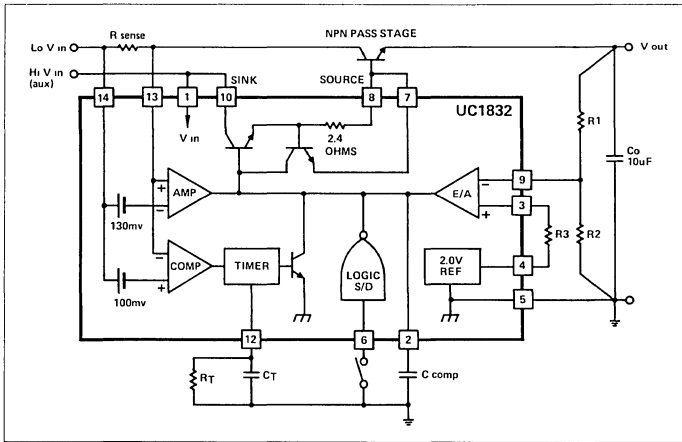 NPN PASS STAGE
Lo V in
R sense
V out
Hi V in
(aux)
SINK
SOURCE
14
13
1
10
8
7
UC1832
V in
2.4
OHMS
R1
Co
10uF
+
AMP
−
130mv
−
E/A
+
9
3
R3
R2
−
COMP
+
100mv
TIMER
LOGIC
S/D
2.0V
REF
4
5
12
6
2
RT
CT
C comp